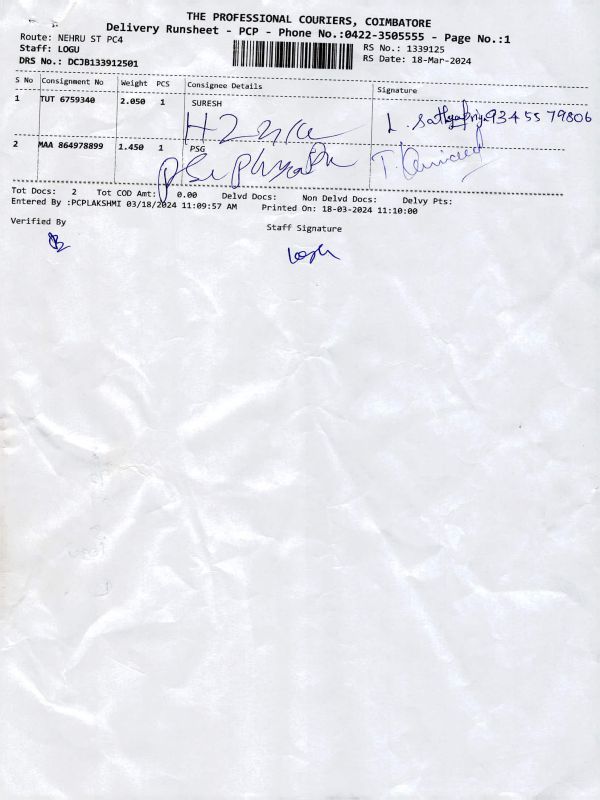 THE PROFESSIONAL COURIERS, COIMBATORE
Delivery Runsheet - PCP - Phone No.:0422-3505555 - Page No.:1
Route: NEHRU ST PC4
RS No.: 1339125
Staff: LOGU
RS Date: 18-Mar-2024
DRS No.: DCJB133912501
S No Consignment No Weight PCS Consignee Details Signature
1 TUT 6759340 2.050 1 SURESH
L. Sathyapriya 9345579806
2 MAA 864978899 1.450 1 PSG
Tot Docs: 2 Tot COD Amt: 0.00 Delvd Docs: Non Delvd Docs: Delvy Pts:
Entered By :PCPLAKSHMI 03/18/2024 11:09:57 AM Printed On: 18-03-2024 11:10:00
Verified By
Staff Signature